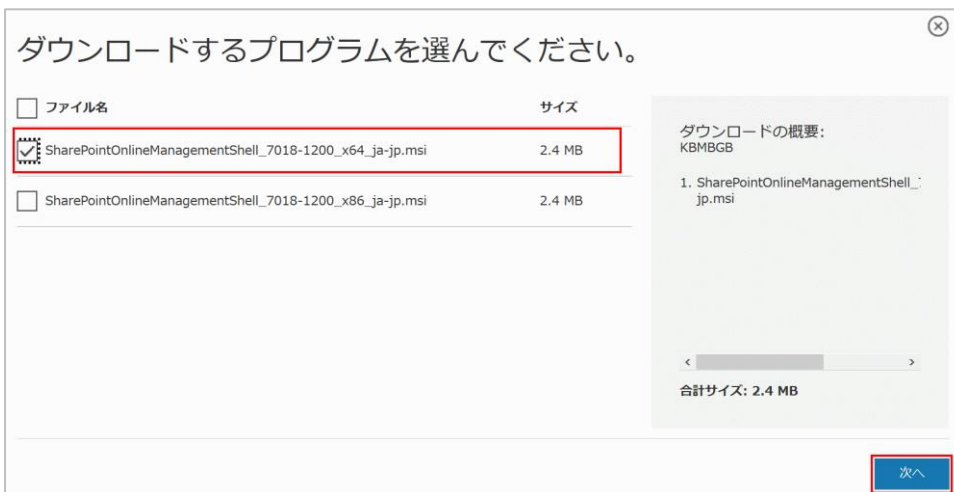 ダウンロードするプログラムを選んでください。
ファイル名 サイズ
SharePointOnlineManagementShell_7018-1200_x64_ja-jp.msi 2.4 MB
SharePointOnlineManagementShell_7018-1200_x86_ja-jp.msi 2.4 MB
ダウンロードの概要:
KBMBGB
1. SharePointOnlineManagementShell_
jp.msi
合計サイズ: 2.4 MB
次へ